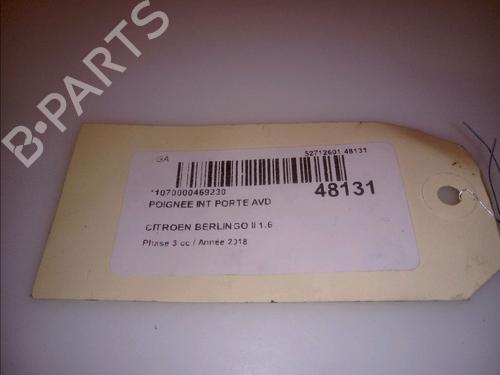 B-PARTS
GA
52712601 48131
*1070000469230
48131
POIGNEE INT PORTE AVD
CITROEN BERLINGO II 1.6
Phase 3 cc / Année 2018